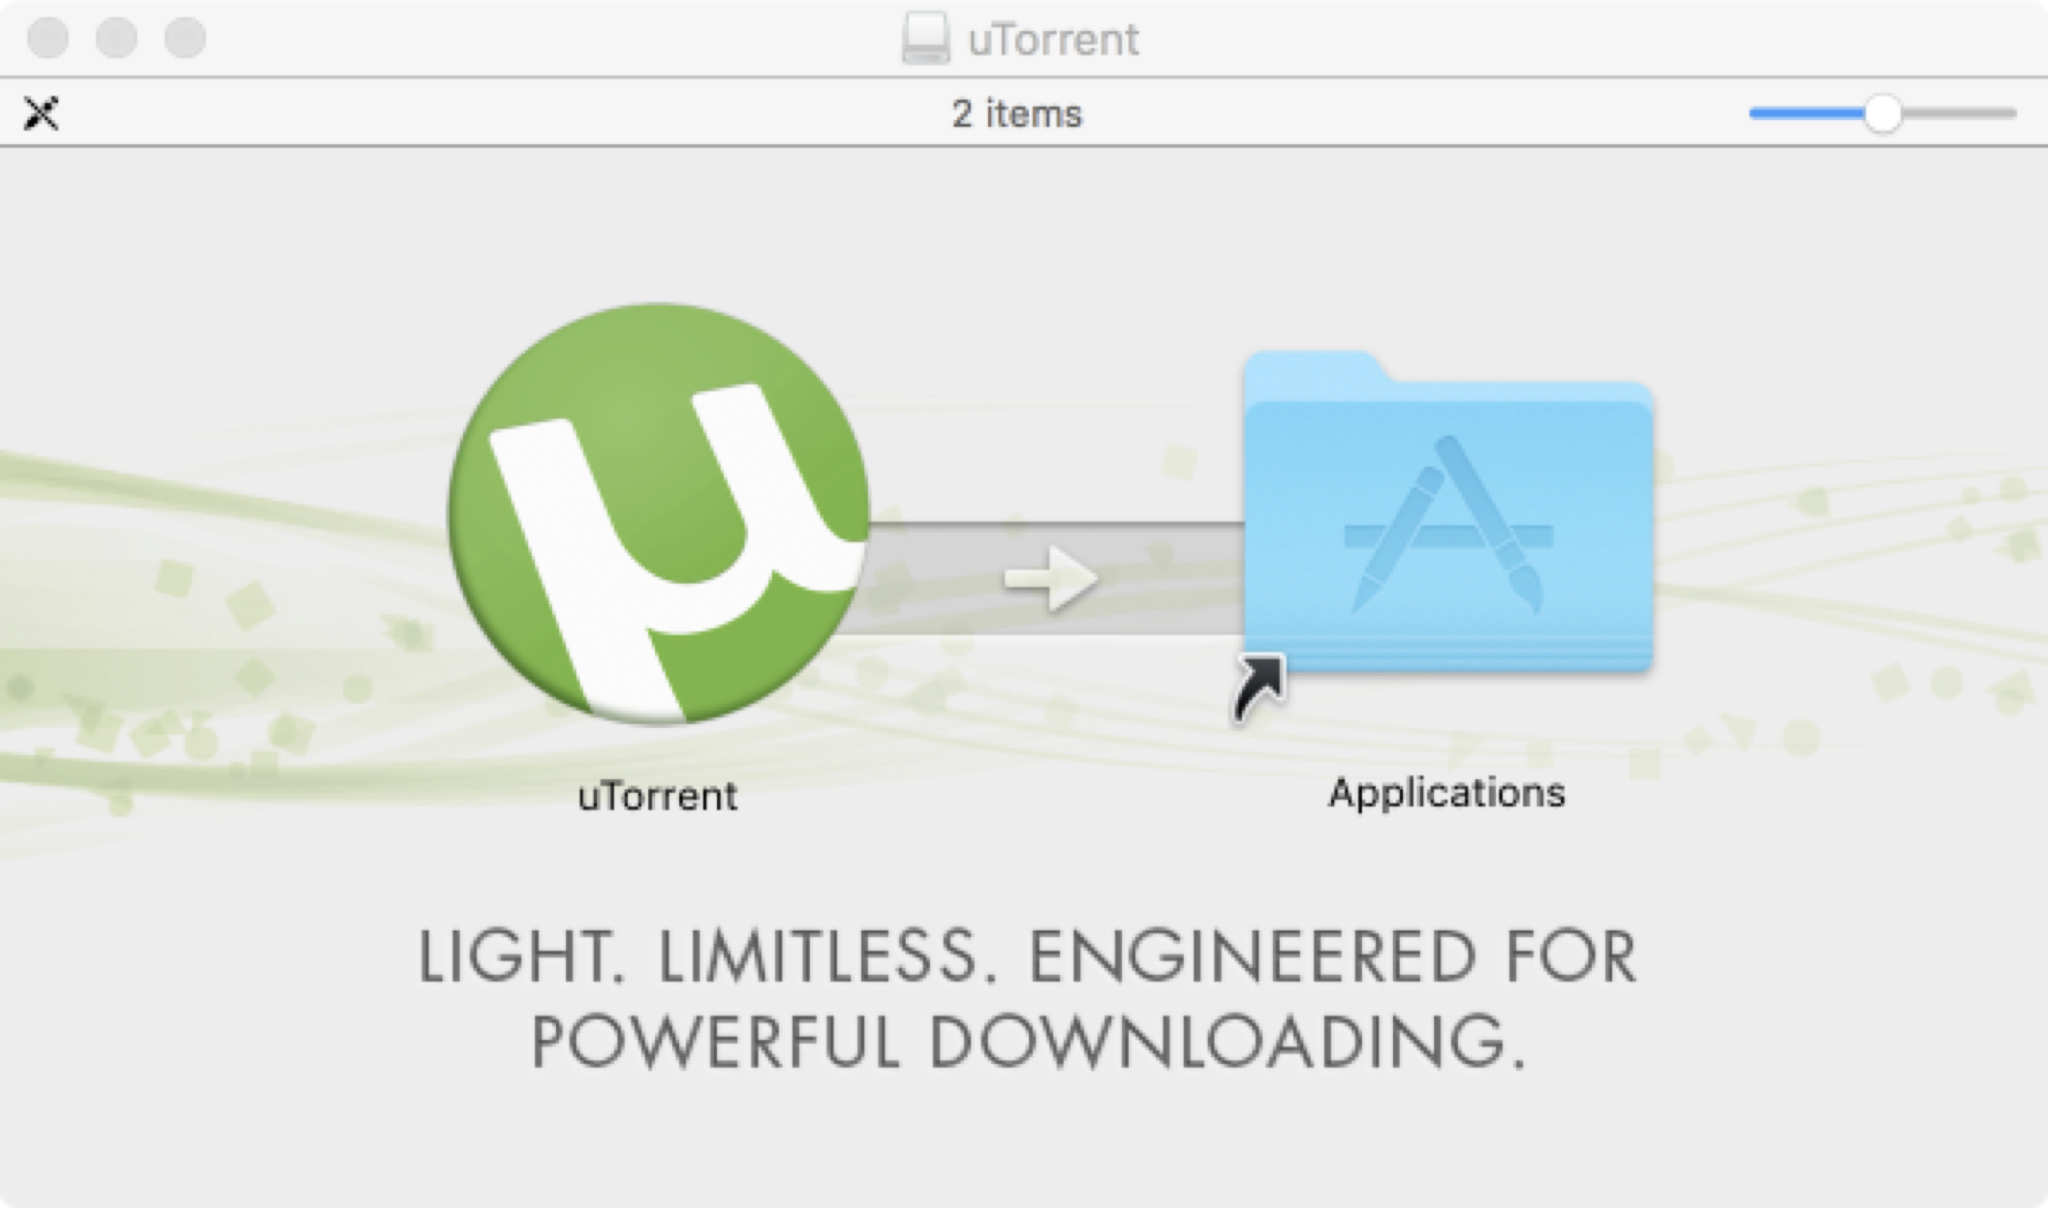 uTorrent
2 items
µ
uTorrent
Applications
LIGHT. LIMITLESS. ENGINEERED FOR
POWERFUL DOWNLOADING.